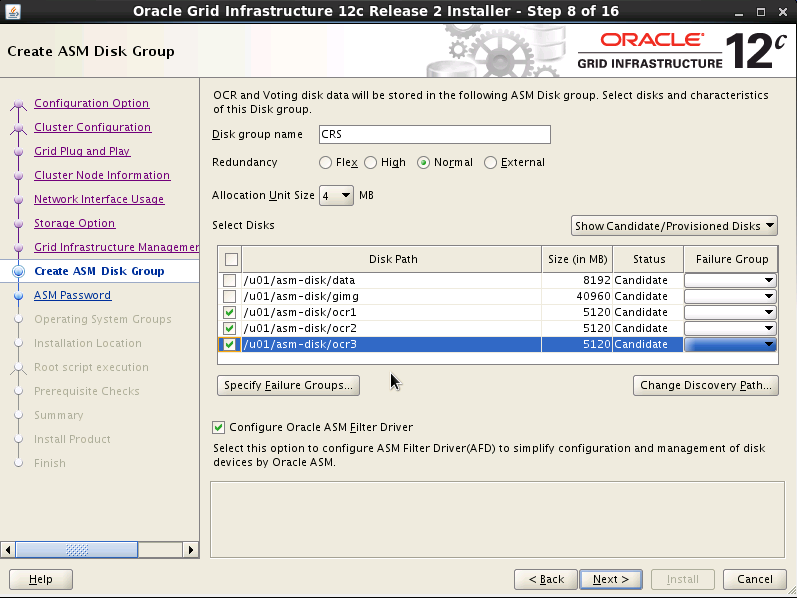 Oracle Grid Infrastructure 12c Release 2 Installer - Step 8 of 16
Create ASM Disk Group
ORACLE
GRID INFRASTRUCTURE
12c
Configuration Option
Cluster Configuration
Grid Plug and Play
Cluster Node Information
Network Interface Usage
Storage Option
Grid Infrastructure Managemen
Create ASM Disk Group
ASM Password
Operating System Groups
Installation Location
Root script execution
Prerequisite Checks
Summary
Install Product
Finish
OCR and Voting disk data will be stored in the following ASM Disk group. Select disks and characteristics
of this Disk group.
Disk group name CRS
Redundancy Flex High Normal External
Allocation Unit Size 4 MB
Select Disks Show Candidate/Provisioned Disks
Disk Path Size (in MB) Status Failure Group
/u01/asm-disk/data 8192 Candidate
/u01/asm-disk/gimg 40960 Candidate
/u01/asm-disk/ocr1 5120 Candidate
/u01/asm-disk/ocr2 5120 Candidate
/u01/asm-disk/ocr3 5120 Candidate
Specify Failure Groups... Change Discovery Path...
Configure Oracle ASM Filter Driver
Select this option to configure ASM Filter Driver(AFD) to simplify configuration and management of disk
devices by Oracle ASM.
Help < Back Next > Install Cancel